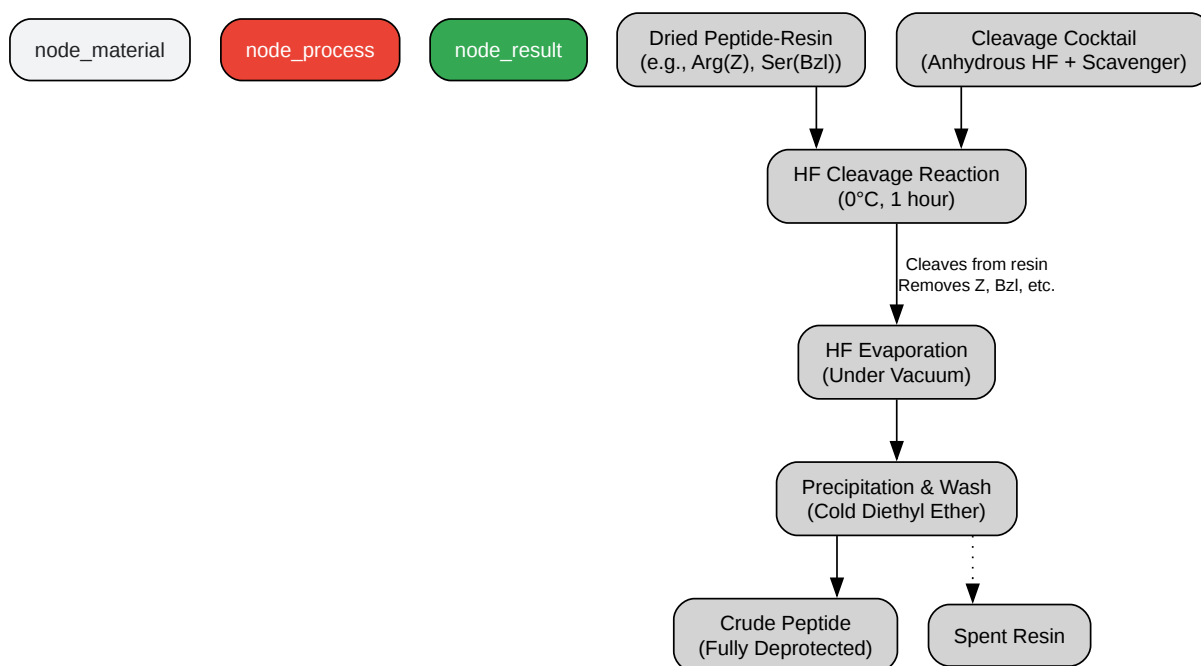 node_material
node_process
node_result
Dried Peptide-Resin
(e.g., Arg(Z), Ser(Bzl))
Cleavage Cocktail
(Anhydrous HF + Scavenger)
HF Cleavage Reaction
(0°C, 1 hour)
Cleaves from resin
Removes Z, Bzl, etc.
HF Evaporation
(Under Vacuum)
Precipitation & Wash
(Cold Diethyl Ether)
Crude Peptide
(Fully Deprotected)
Spent Resin